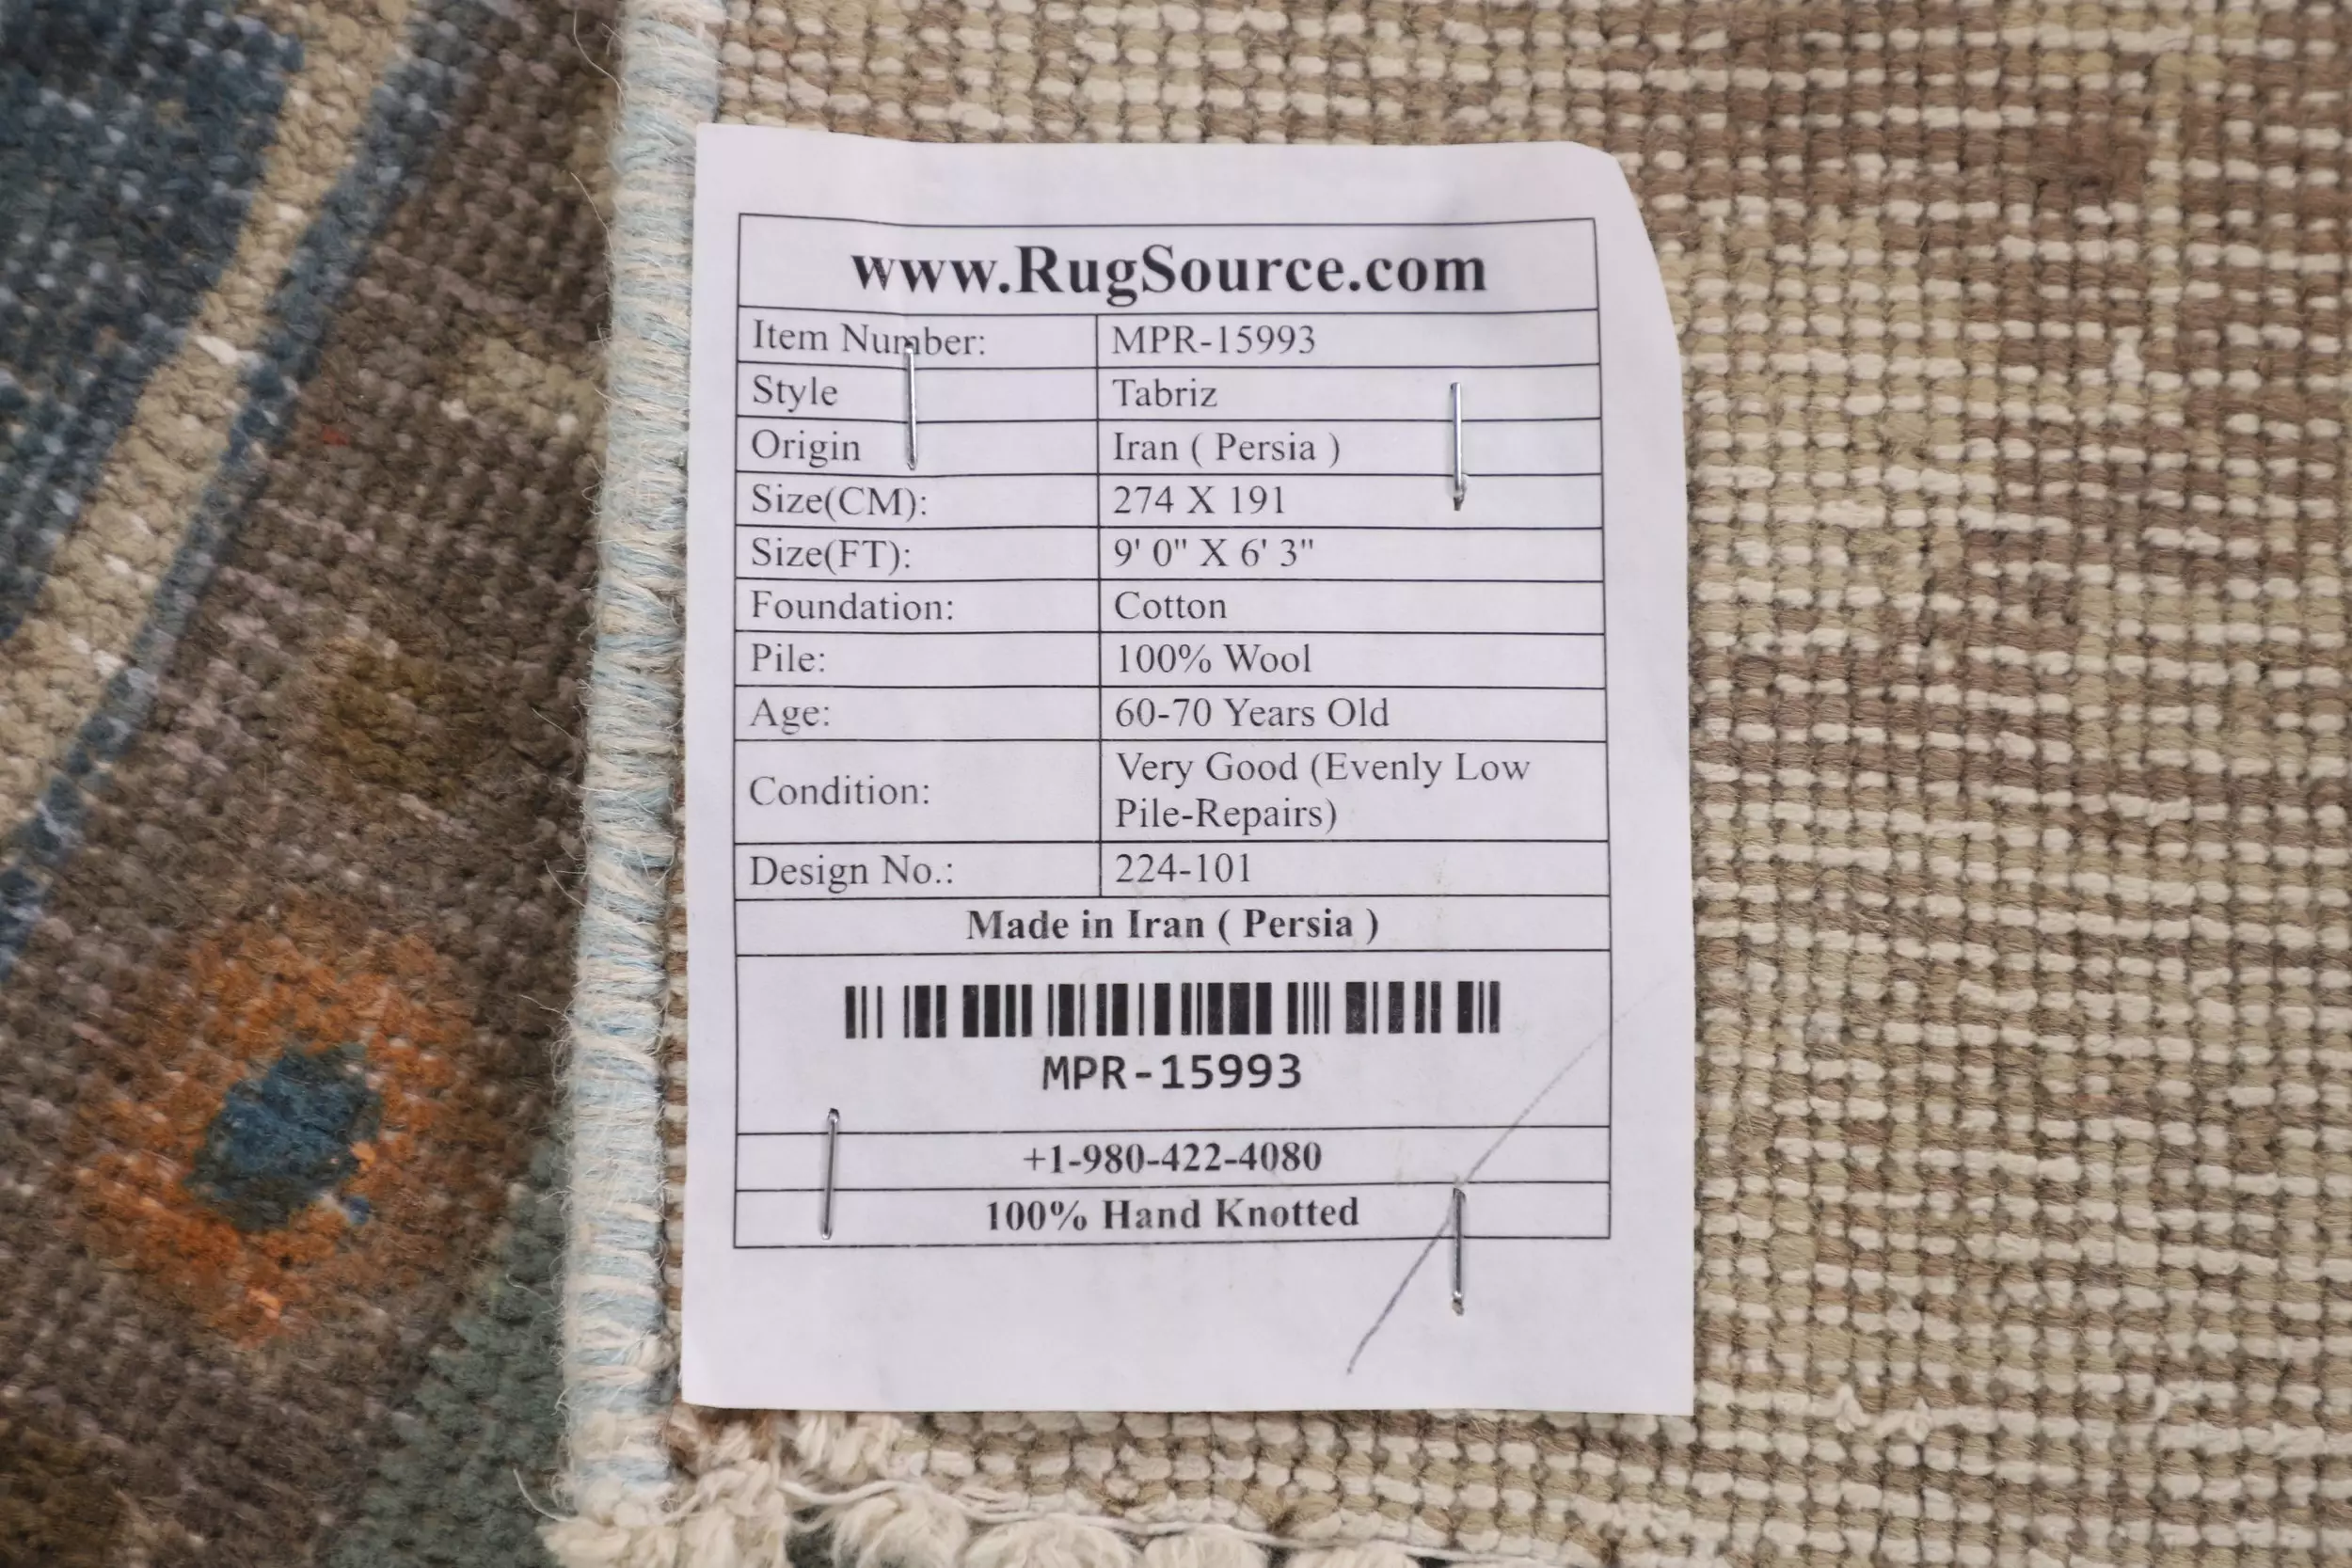 www.RugSource.com
Item Number: MPR-15993
Style Tabriz
Origin Iran ( Persia )
Size(CM): 274 X 191
Size(FT): 9' 0" X 6' 3"
Foundation: Cotton
Pile: 100% Wool
Age: 60-70 Years Old
Condition: Very Good (Evenly Low
Pile-Repairs)
Design No.: 224-101
Made in Iran ( Persia )
MPR-15993
+1-980-422-4080
100% Hand Knotted